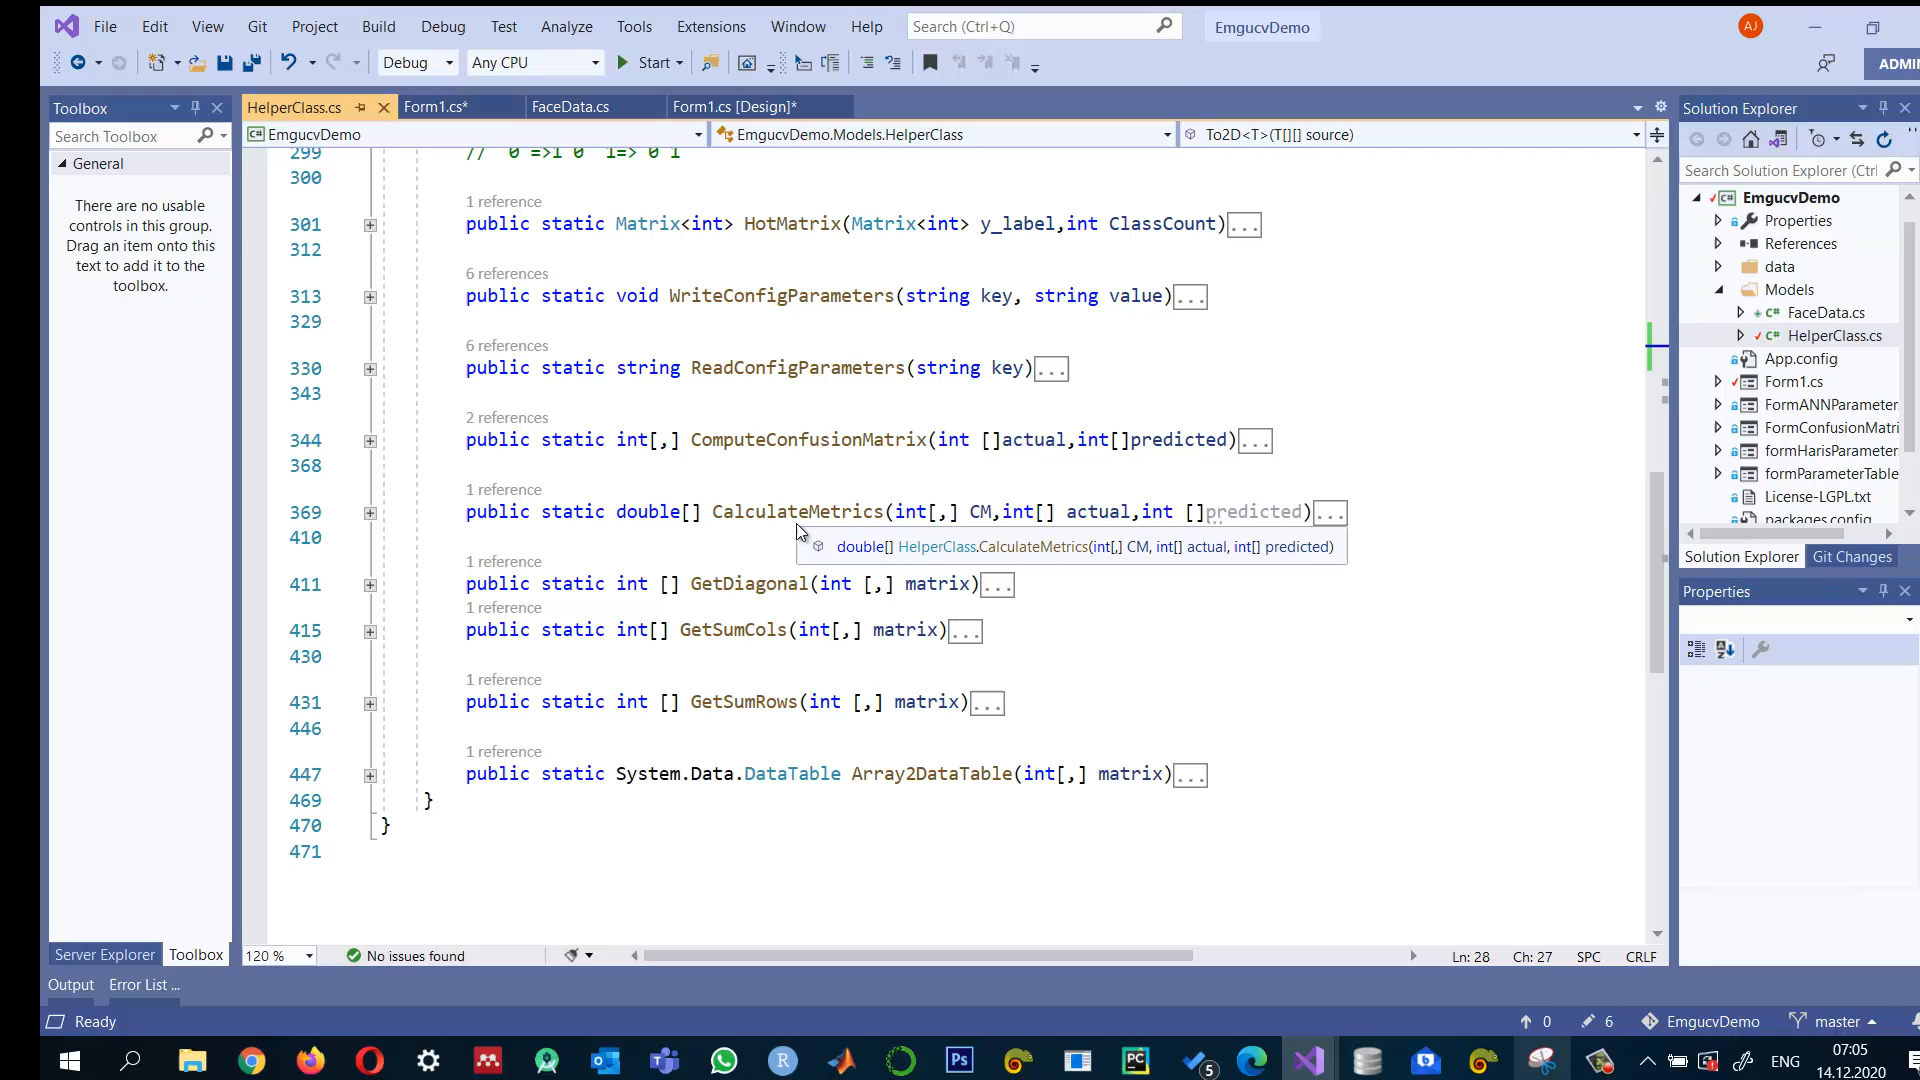 File Edit View Git Project Build Debug Test Analyze Tools Extensions Window Help Search (Ctrl+Q) EmgucvDemo AJ
Debug Any CPU Start ADMIN
Toolbox
Search Toolbox
General
There are no usable
controls in this group.
Drag an item onto this
text to add it to the
toolbox.
HelperClass.cs Form1.cs* FaceData.cs Form1.cs [Design]*
EmgucvDemo EmgucvDemo.Models.HelperClass To2D<T>(T[][] source)
299 // 0 =>1 0 1=> 0 1
300
1 reference
301 public static Matrix<int> HotMatrix(Matrix<int> y_label,int ClassCount)...
312
6 references
313 public static void WriteConfigParameters(string key, string value)...
329
6 references
330 public static string ReadConfigParameters(string key)...
343
2 references
344 public static int[,] ComputeConfusionMatrix(int []actual,int[]predicted)...
368
1 reference
369 public static double[] CalculateMetrics(int[,] CM,int[] actual,int []predicted)...
410 double[] HelperClass.CalculateMetrics(int[,] CM, int[] actual, int[] predicted)
1 reference
411 public static int [] GetDiagonal(int [,] matrix)...
1 reference
415 public static int[] GetSumCols(int[,] matrix)...
430
1 reference
431 public static int [] GetSumRows(int [,] matrix)...
446
1 reference
447 public static System.Data.DataTable Array2DataTable(int[,] matrix)...
469 }
470 }
471
120 % No issues found Ln: 28 Ch: 27 SPC CRLF
Solution Explorer
Search Solution Explorer (Ctrl
EmgucvDemo
Properties
References
data
Models
FaceData.cs
HelperClass.cs
App.config
Form1.cs
FormANNParameter
FormConfusionMatri
formHarisParameter
formParameterTable
License-LGPL.txt
packages.config
Solution Explorer Git Changes
Properties
Server Explorer Toolbox
Output Error List ...
Ready 0 6 EmgucvDemo master
5 ENG 07:05
14.12.2020